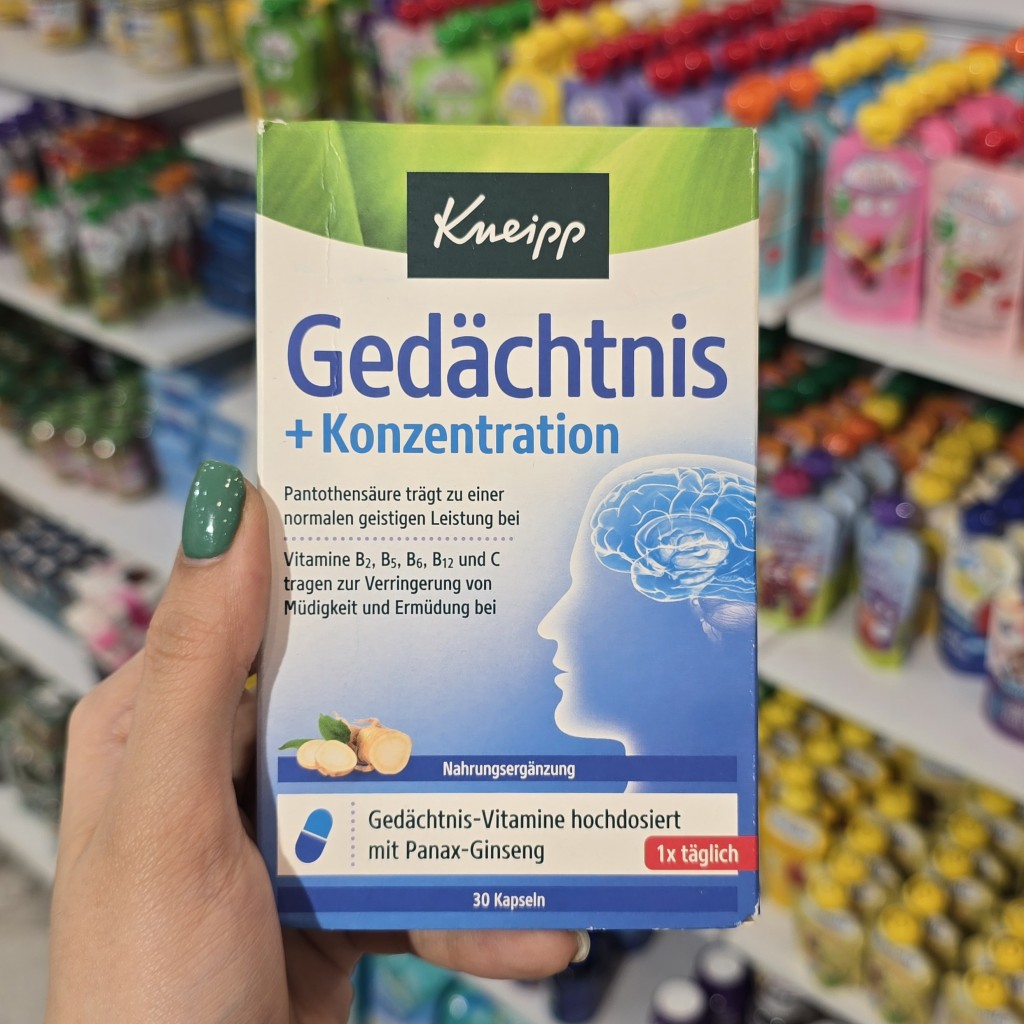 Kneipp
Gedächtnis
+ Konzentration
Pantothensäure trägt zu einer
normalen geistigen Leistung bei
Vitamine B₂, B₅, B₆, B₁₂ und C
tragen zur Verringerung von
Müdigkeit und Ermüdung bei
Nahrungsergänzung
Gedächtnis-Vitamine hochdosiert
mit Panax-Ginseng
1x täglich
30 Kapseln